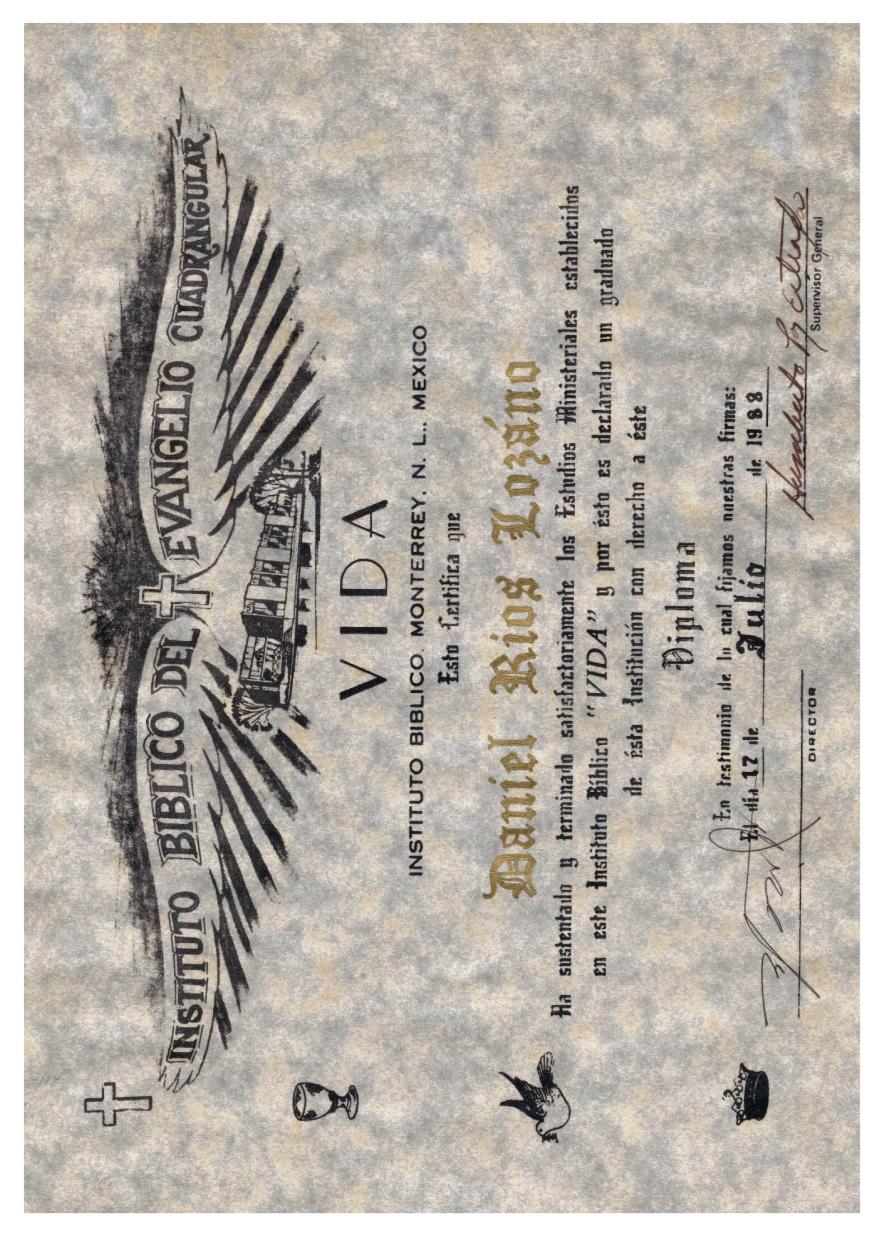 INSTITUTO BIBLICO DEL EVANGELIO CUADRANGULAR
VIDA
INSTITUTO BIBLICO, MONTERREY, N. L., MEXICO
Esto Certifica que
Daniel Rios Lozáno
Ha sustentado y terminado satisfactoriamente los Estudios Ministeriales establecidos
en este Instituto Bíblico "VIDA" y por ésto es declarado un graduado
de ésta Institución con derecho a éste
Diploma
En testimonio de lo cual fijamos nuestras firmas:
El día 17 de Julio de 1988
Humberto
DIRECTOR
Supervisor General